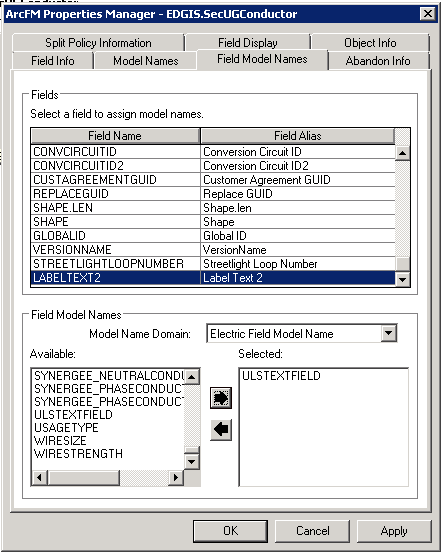 ArcFM Properties Manager - EDGIS.SecUGConductor
Split Policy Information Field Display Object Info
Field Info Model Names Field Model Names Abandon Info
Fields
Select a field to assign model names.
Field Name Field Alias
CONVCIRCUITID Conversion Circuit ID
CONVCIRCUITID2 Conversion Circuit ID2
CUSTAGREEMENTGUID Customer Agreement GUID
REPLACEGUID Replace GUID
SHAPE.LEN Shape.len
SHAPE Shape
GLOBALID Global ID
VERSIONNAME VersionName
STREETLIGHTLOOPNUMBER Streetlight Loop Number
LABELTEXT2 Label Text 2
Field Model Names
Model Name Domain: Electric Field Model Name
Available: Selected:
SYNERGEE_NEUTRALCONDU ULSTEXTFIELD
SYNERGEE_PHASECONDUCT
SYNERGEE_PHASECONDUCT
ULSTEXTFIELD
USAGETYPE
WIRESIZE
WIRESTRENGTH
OK Cancel Apply